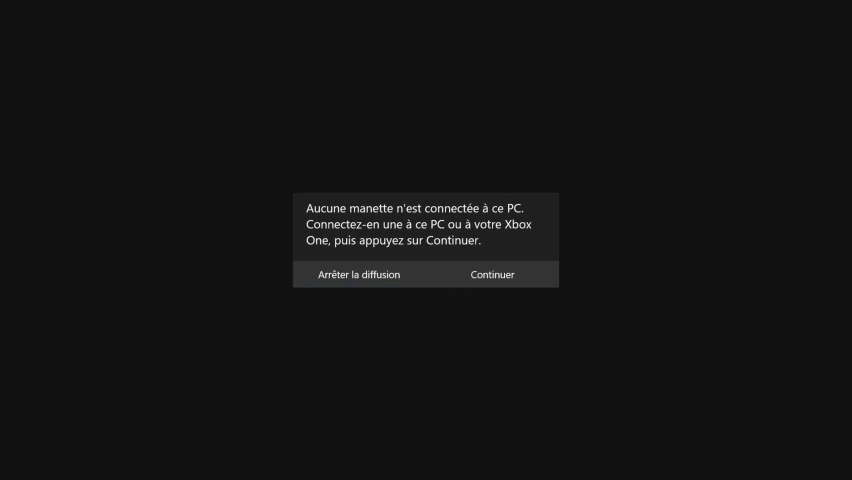 Aucune manette n'est connectée à ce PC.
Connectez-en une à ce PC ou à votre Xbox
One, puis appuyez sur Continuer.
Arrêter la diffusion
Continuer